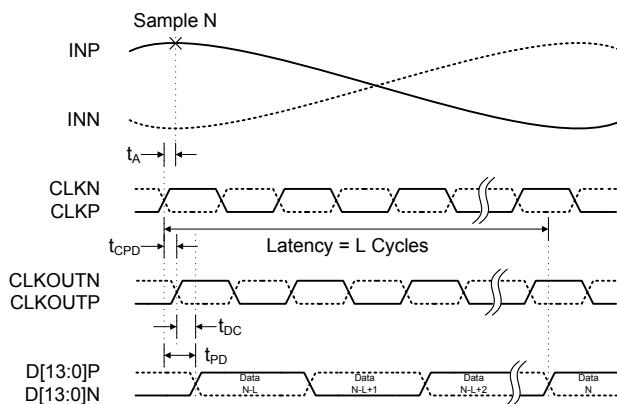 Sample N
INP
INN
tA
CLKN
CLKP
tCPD
Latency = L Cycles
CLKOUTN
CLKOUTP
tDC
tPD
D[13:0]P
D[13:0]N
Data
N-L
Data
N-L+1
Data
N-L+2
Data
N